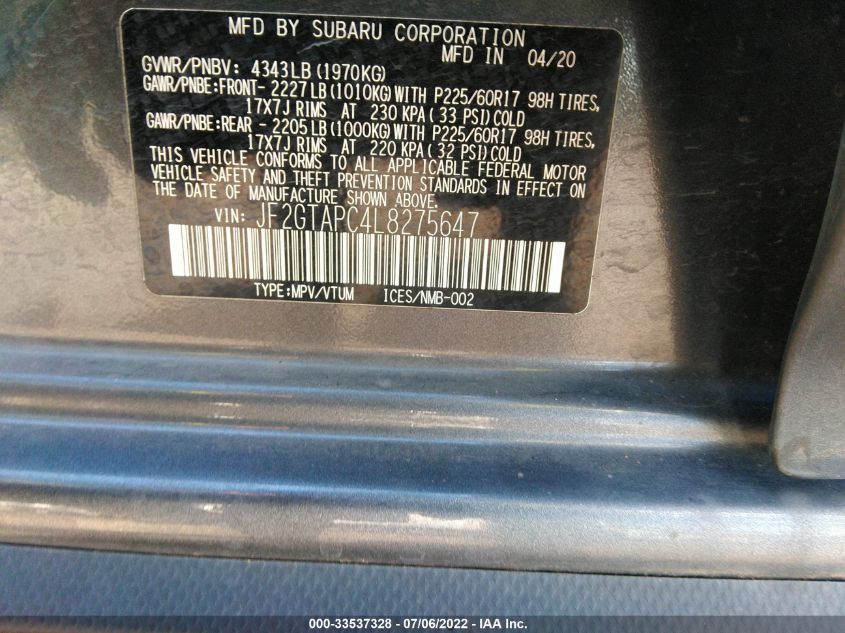 MFD BY SUBARU CORPORATION
MFD IN 04/20
GVWR/PNBV: 4343LB (1970KG)
GAWR/PNBE:FRONT- 2227 LB (1010KG) WITH P225/60R17 98H TIRES,
17X7J RIMS AT 230 KPA ( 33 PSI) COLD
GAWR/PNBE:REAR - 2205 LB (1000KG) WITH P225/60R17 98H TIRES,
17X7J RIMS AT 220 KPA ( 32 PSI) COLD
THIS VEHICLE CONFORMS TO ALL APPLICABLE FEDERAL MOTOR
VEHICLE SAFETY AND THEFT PREVENTION STANDARDS IN EFFECT ON
THE DATE OF MANUFACTURE SHOWN ABOVE.
VIN: JF2GTAPC4L8275647
TYPE:MPV/VTUM ICES/NMB-002
000-33537328 - 07/06/2022 - IAA Inc.